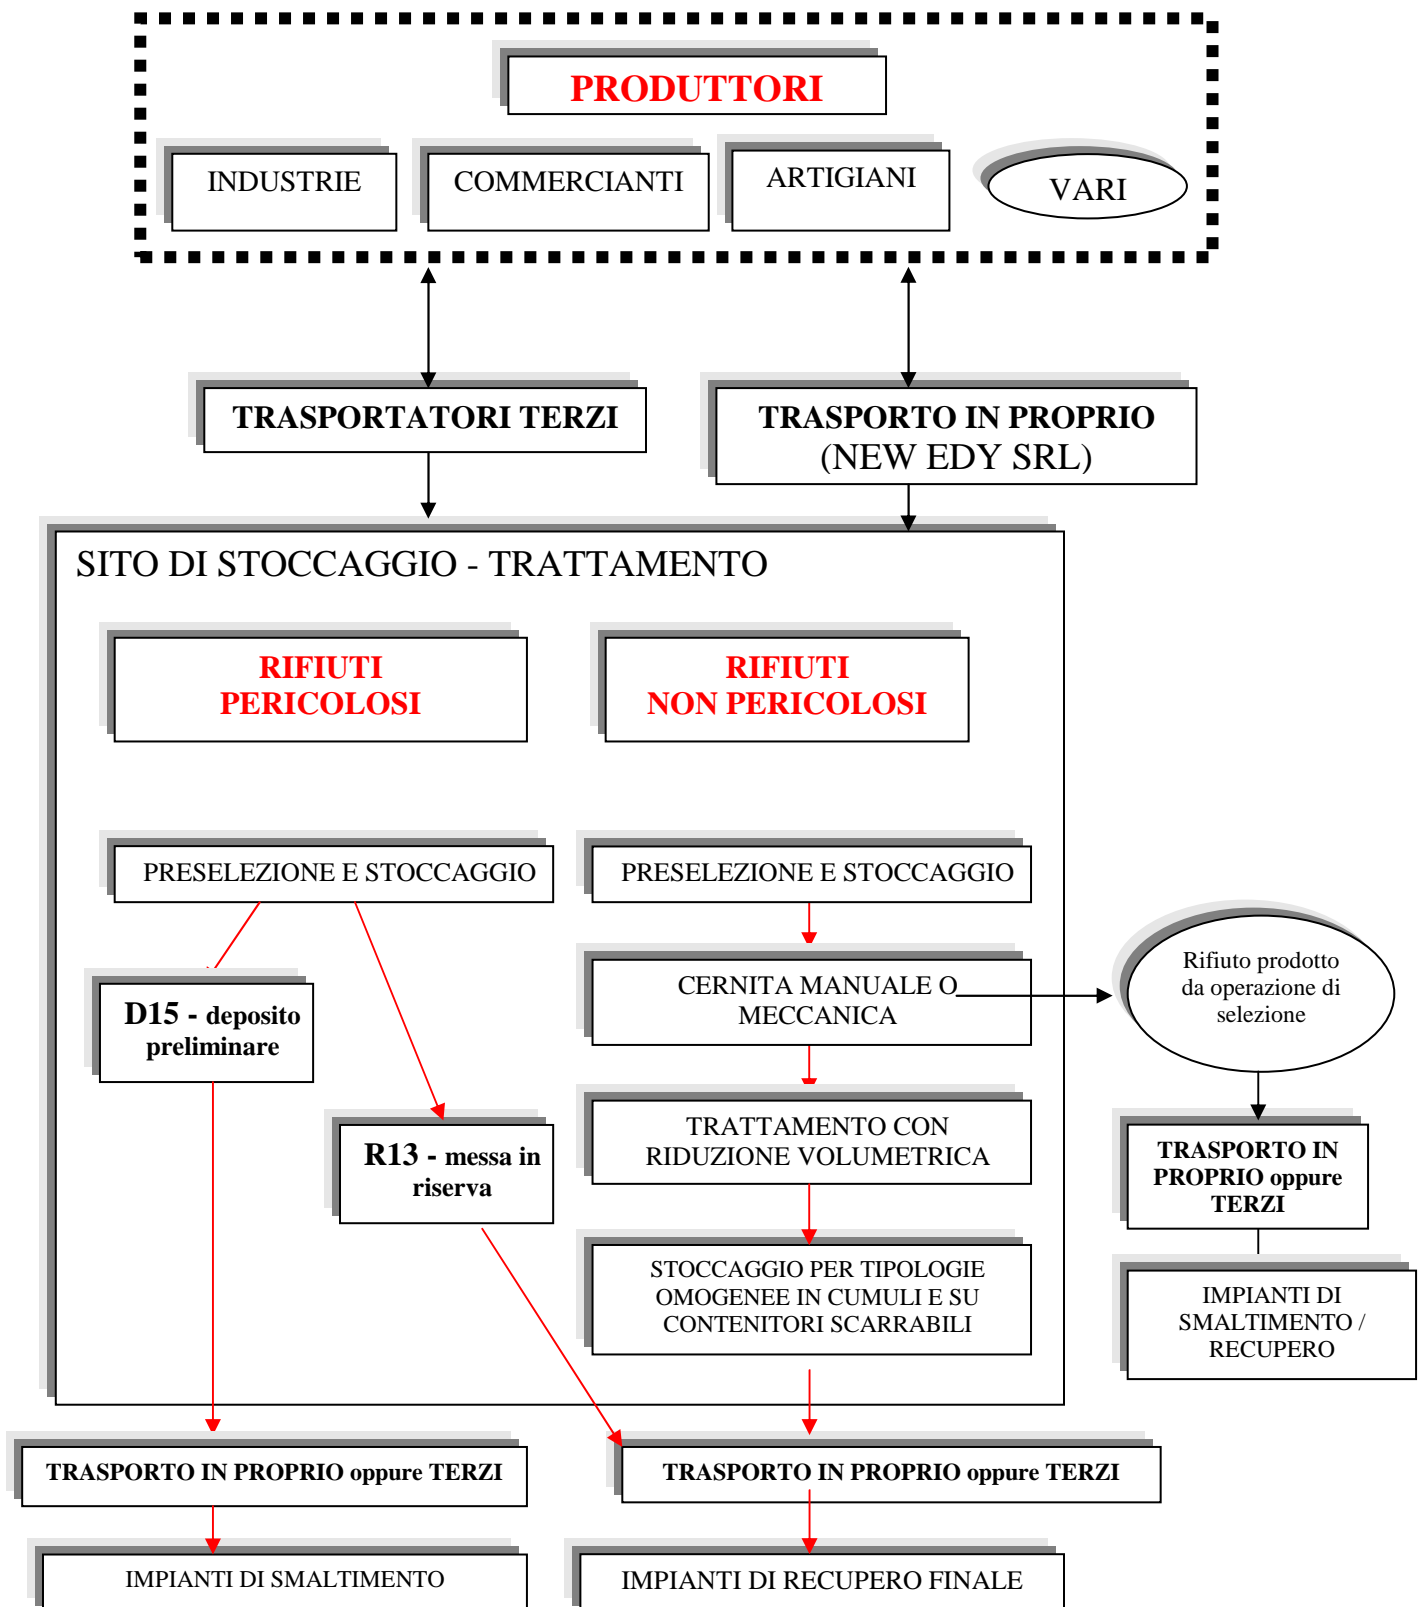 PRODUTTORI
INDUSTRIE
COMMERCIANTI
ARTIGIANI
VARI
TRASPORTATORI TERZI
TRASPORTO IN PROPRIO
(NEW EDY SRL)
SITO DI STOCCAGGIO - TRATTAMENTO
RIFIUTI
PERICOLOSI
RIFIUTI
NON PERICOLOSI
PRESELEZIONE E STOCCAGGIO
PRESELEZIONE E STOCCAGGIO
D15 - deposito
preliminare
R13 - messa in
riserva
CERNITA MANUALE O
MECCANICA
TRATTAMENTO CON
RIDUZIONE VOLUMETRICA
STOCCAGGIO PER TIPOLOGIE
OMOGENEE IN CUMULI E SU
CONTENITORI SCARRABILI
Rifiuto prodotto
da operazione di
selezione
TRASPORTO IN
PROPRIO oppure
TERZI
IMPIANTI DI
SMALTIMENTO /
RECUPERO
TRASPORTO IN PROPRIO oppure TERZI
TRASPORTO IN PROPRIO oppure TERZI
IMPIANTI DI SMALTIMENTO
IMPIANTI DI RECUPERO FINALE